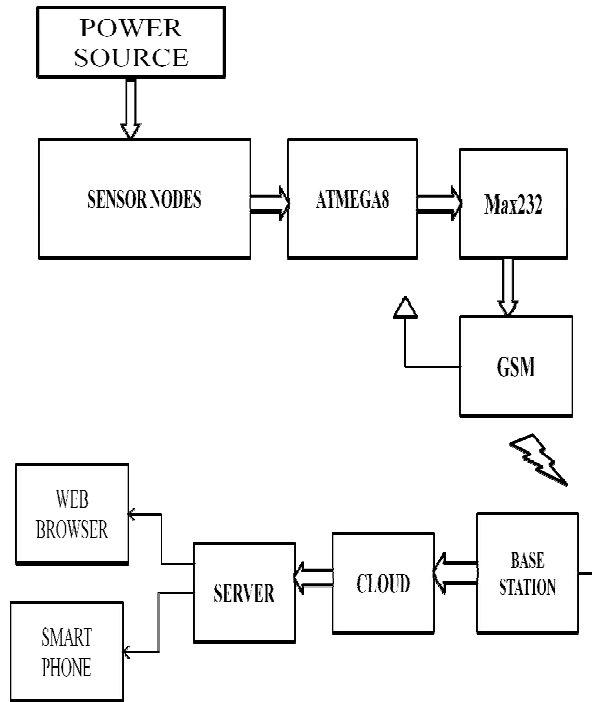 POWER
SOURCE
SENSOR NODES
ATMEGA8
Max232
GSM
WEB
BROWSER
SERVER
CLOUD
BASE
STATION
SMART
PHONE